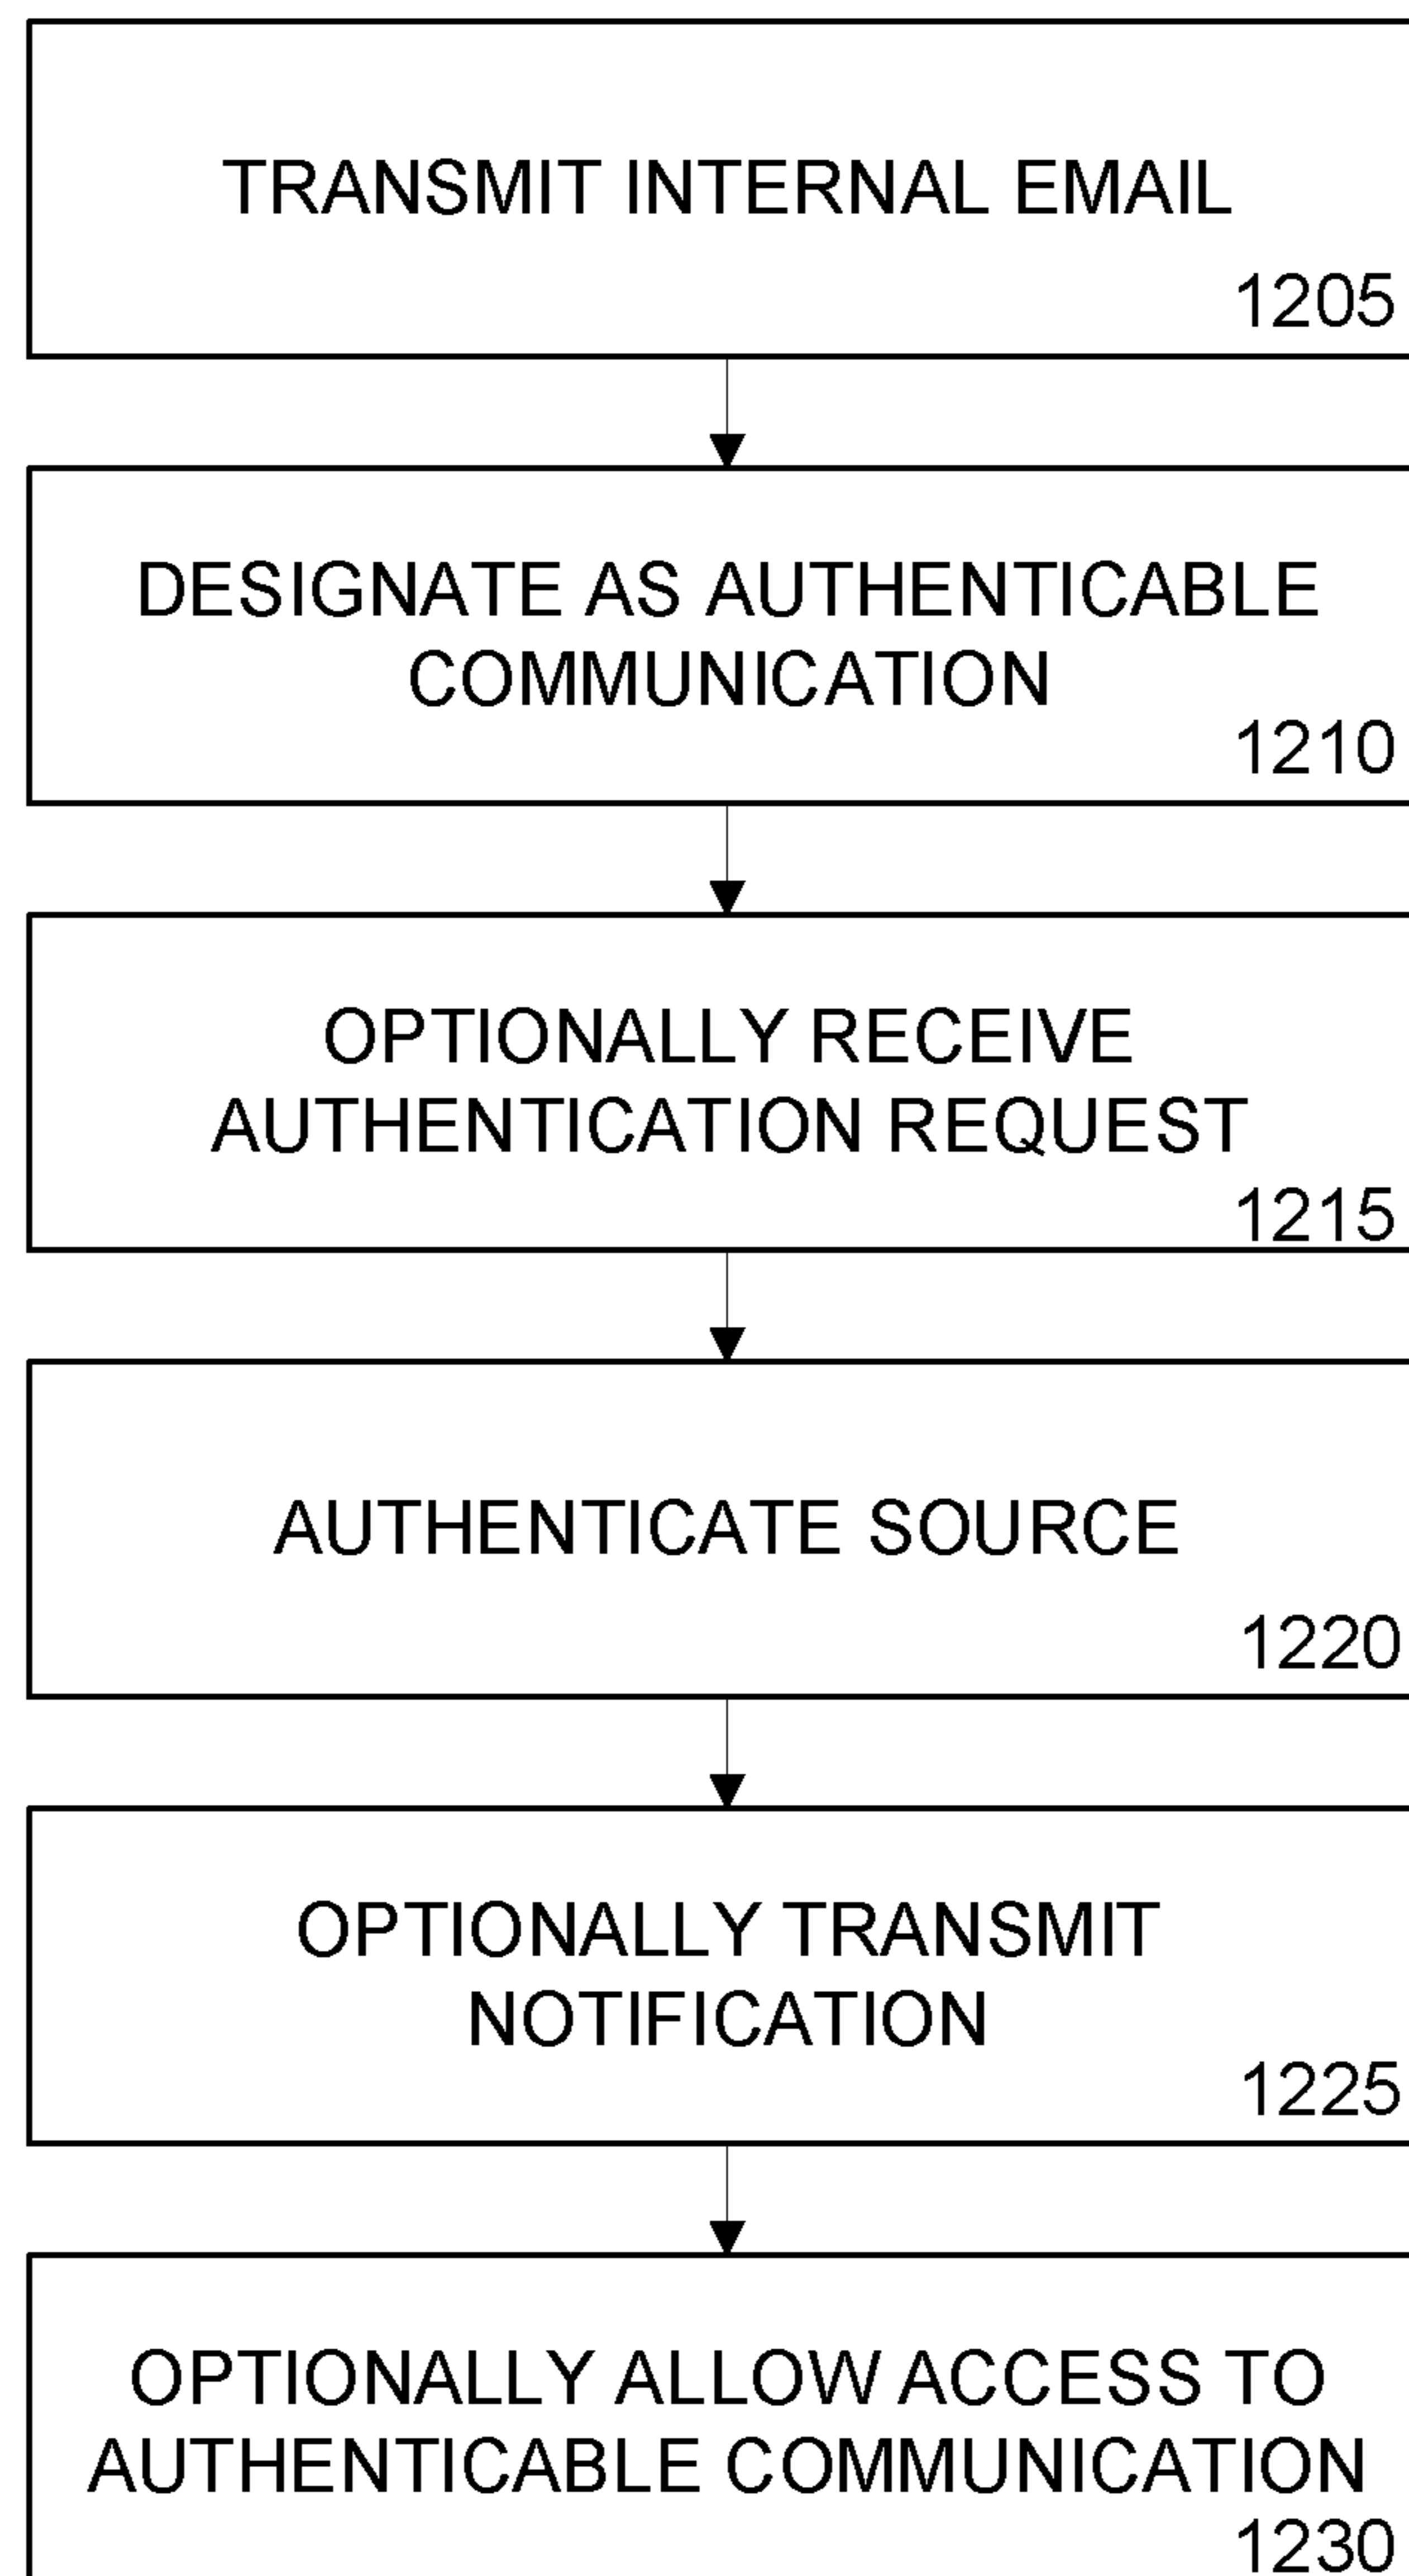 TRANSMIT INTERNAL EMAIL
1205
DESIGNATE AS AUTHENTICABLE
COMMUNICATION
1210
OPTIONALLY RECEIVE
AUTHENTICATION REQUEST
1215
AUTHENTICATE SOURCE
1220
OPTIONALLY TRANSMIT
NOTIFICATION
1225
OPTIONALLY ALLOW ACCESS TO
AUTHENTICABLE COMMUNICATION
1230